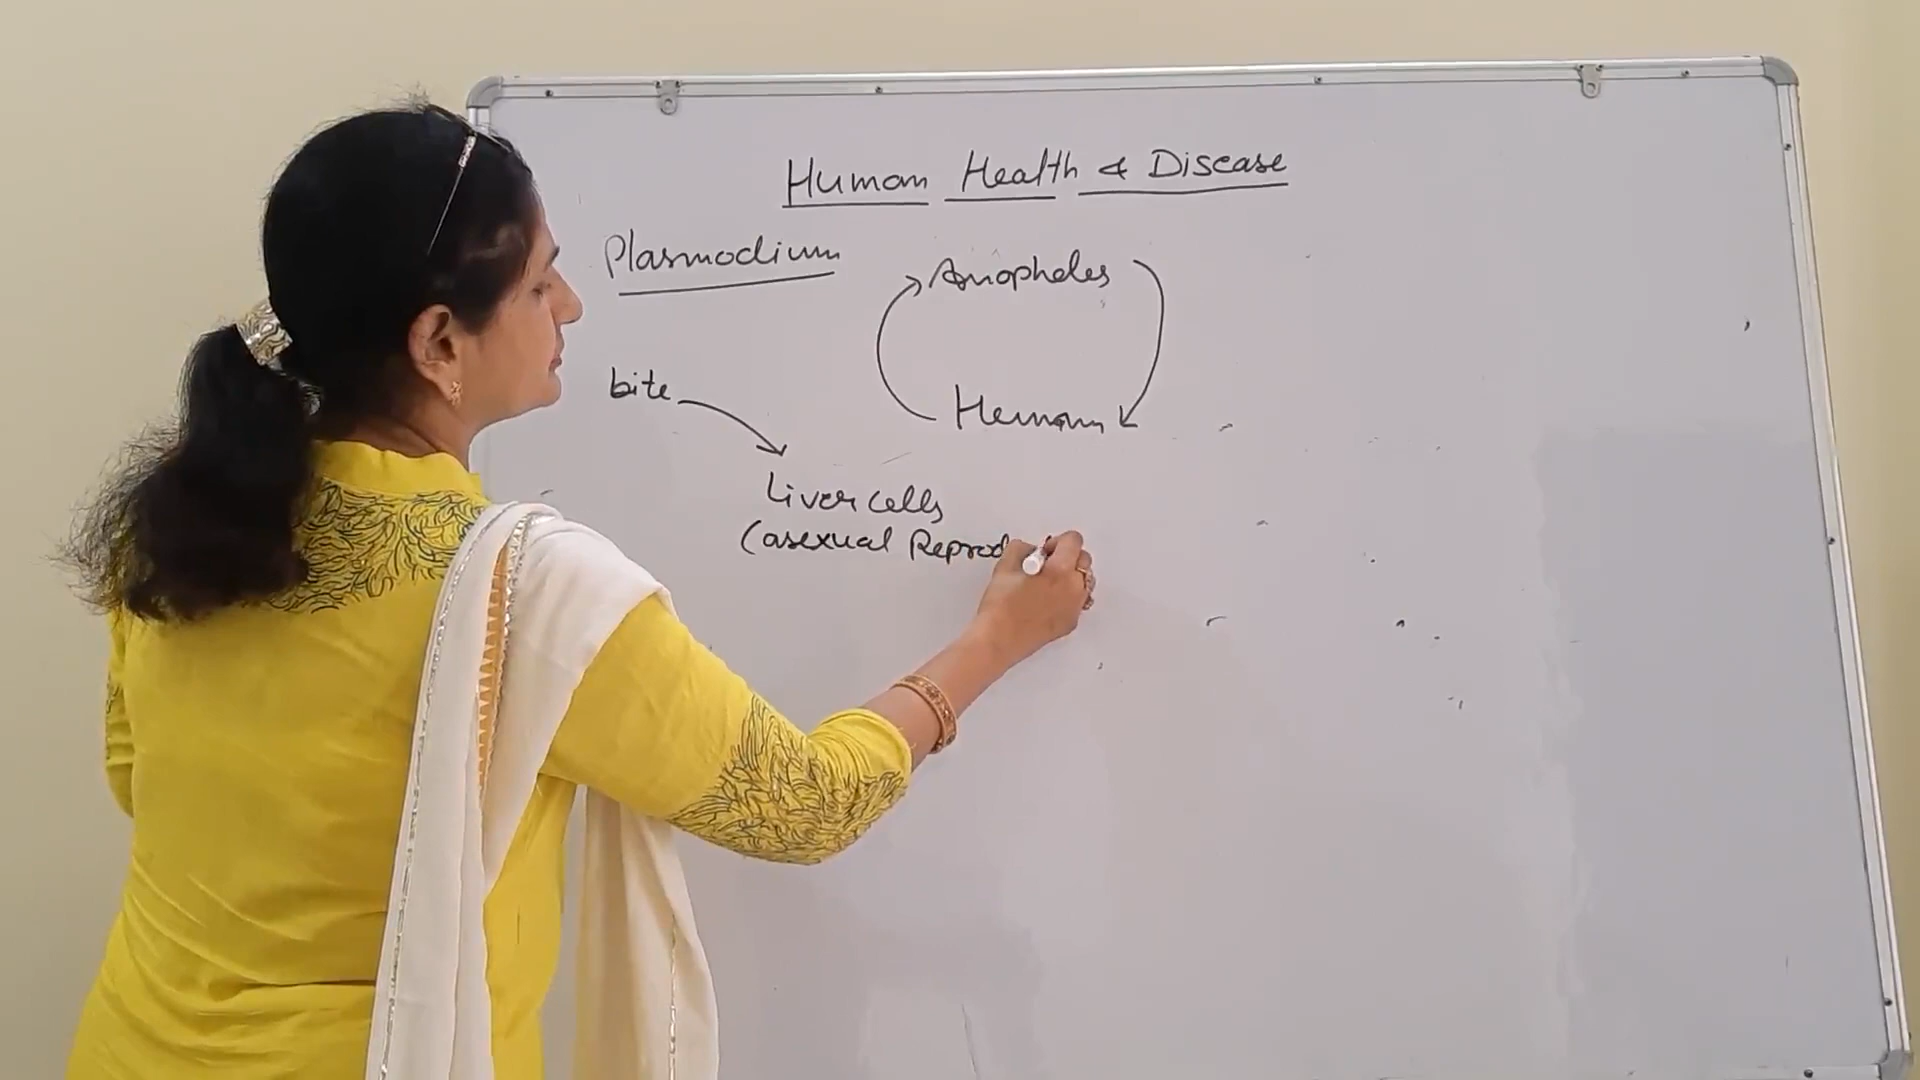 Human Health & Disease
Plasmodium
Anopheles
bite
Human
Liver cells
(asexual Reprod